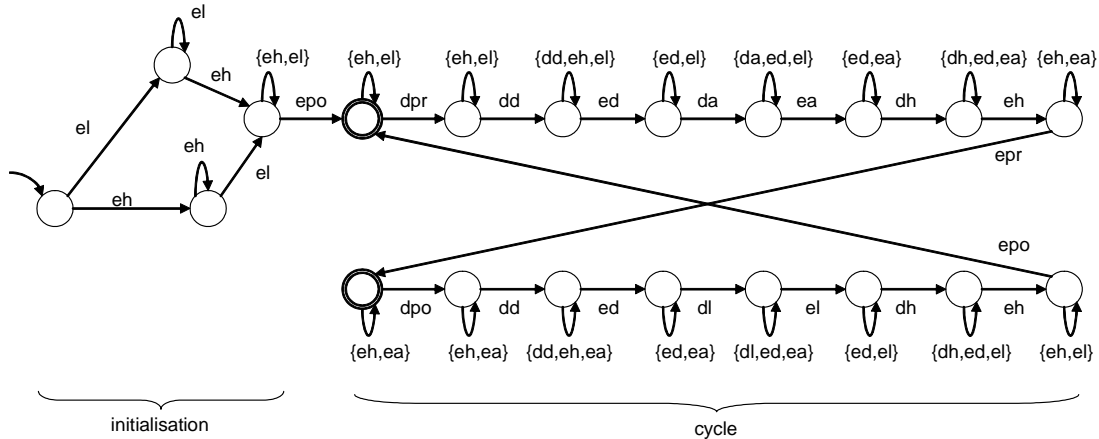 el
{eh,el} {eh,el} {eh,el} {dd,eh,el} {ed,el} {da,ed,el} {ed,ea} {dh,ed,ea} {eh,ea}
eh
epo dpr dd ed da ea dh eh
el
eh
el
epr
eh
epo
dpo dd ed dl el dh eh
{eh,ea} {eh,ea} {dd,eh,ea} {ed,ea} {dl,ed,ea} {ed,el} {dh,ed,el} {eh,el}
initialisation
cycle